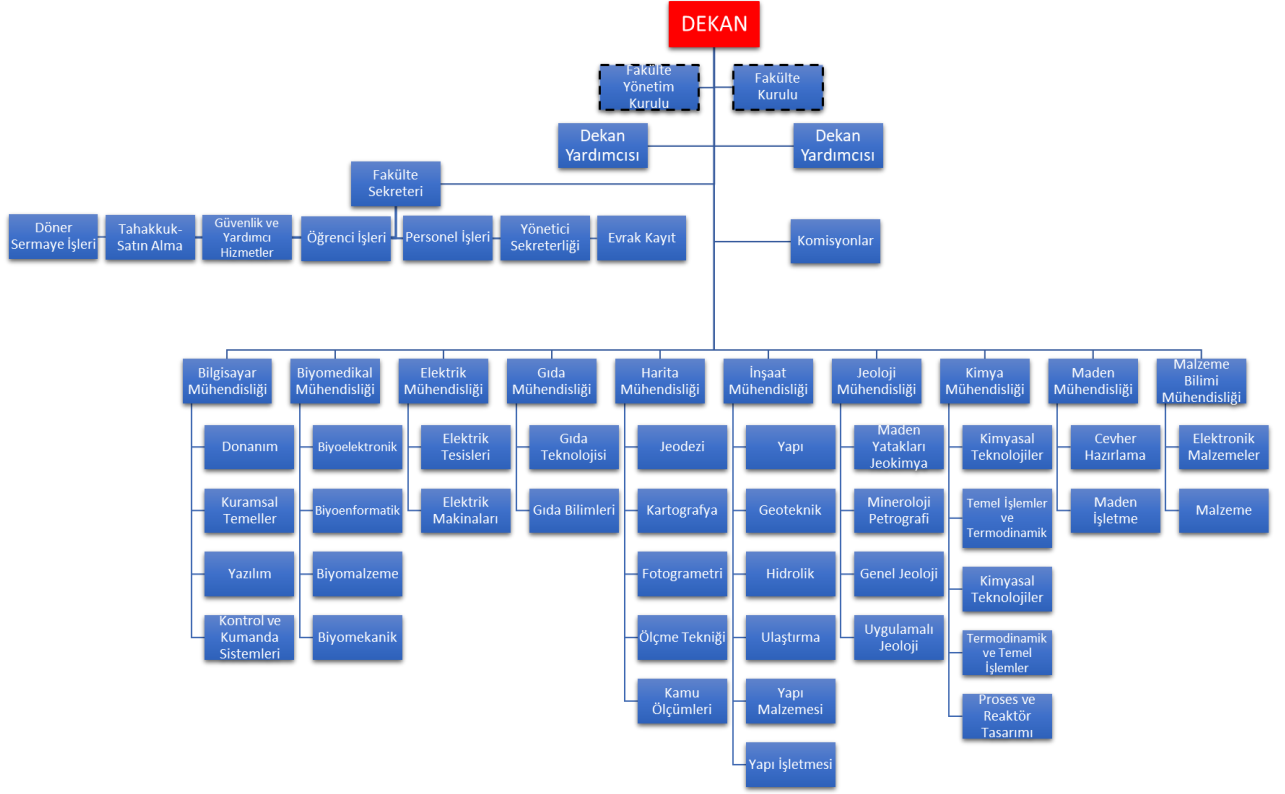 DEKAN
Fakülte
Yönetim
Kurulu
Fakülte
Kurulu
Dekan
Yardımcısı
Dekan
Yardımcısı
Fakülte
Sekreteri
Döner
Sermaye İşleri
Tahakkuk-
Satın Alma
Güvenlik ve
Yardımcı
Hizmetler
Öğrenci İşleri
Personel İşleri
Yönetici
Sekreterliği
Evrak Kayıt
Komisyonlar
Bilgisayar
Mühendisliği
Biyomedikal
Mühendisliği
Elektrik
Mühendisliği
Gıda
Mühendisliği
Harita
Mühendisliği
İnşaat
Mühendisliği
Jeoloji
Mühendisliği
Kimya
Mühendisliği
Maden
Mühendisliği
Malzeme
Bilimi
Mühendisliği
Donanım
Kuramsal
Temeller
Yazılım
Kontrol ve
Kumanda
Sistemleri
Biyoelektronik
Biyoenformatik
Biyomalzeme
Biyomekanik
Elektrik
Tesisleri
Elektrik
Makinaları
Gıda
Teknolojisi
Gıda Bilimleri
Jeodezi
Kartografya
Fotogrametri
Ölçme Tekniği
Kamu
Ölçümleri
Yapı
Geoteknik
Hidrolik
Ulaştırma
Yapı
Malzemesi
Yapı İşletmesi
Maden
Yatakları
Jeokimya
Mineroloji
Petrografi
Genel Jeoloji
Uygulamalı
Jeoloji
Kimyasal
Teknolojiler
Temel İşlemler
ve
Termodinamik
Kimyasal
Teknolojiler
Termodinamik
ve Temel
İşlemler
Proses ve
Reaktör
Tasarımı
Cevher
Hazırlama
Maden
İşletme
Elektronik
Malzemeler
Malzeme